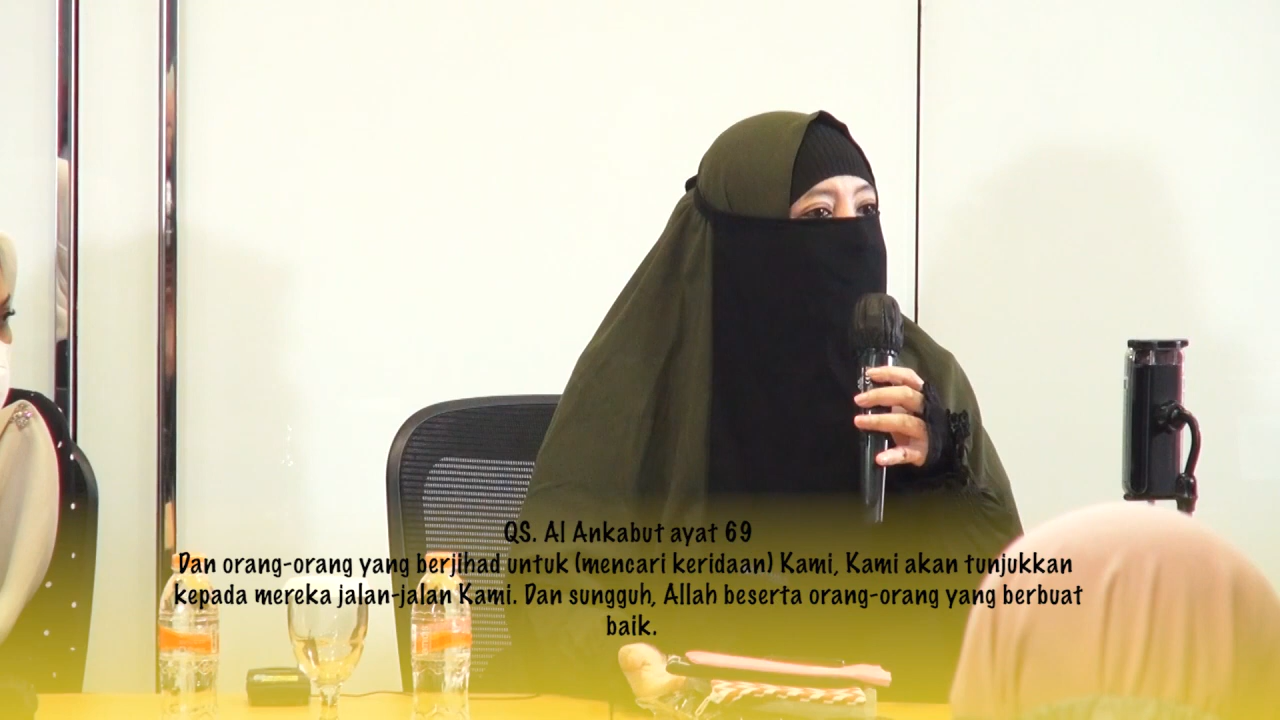 QS. Al Ankabut ayat 69
Dan orang-orang yang berjihad untuk (mencari keridaan) Kami, Kami akan tunjukkan
kepada mereka jalan-jalan Kami. Dan sungguh, Allah beserta orang-orang yang berbuat
baik.